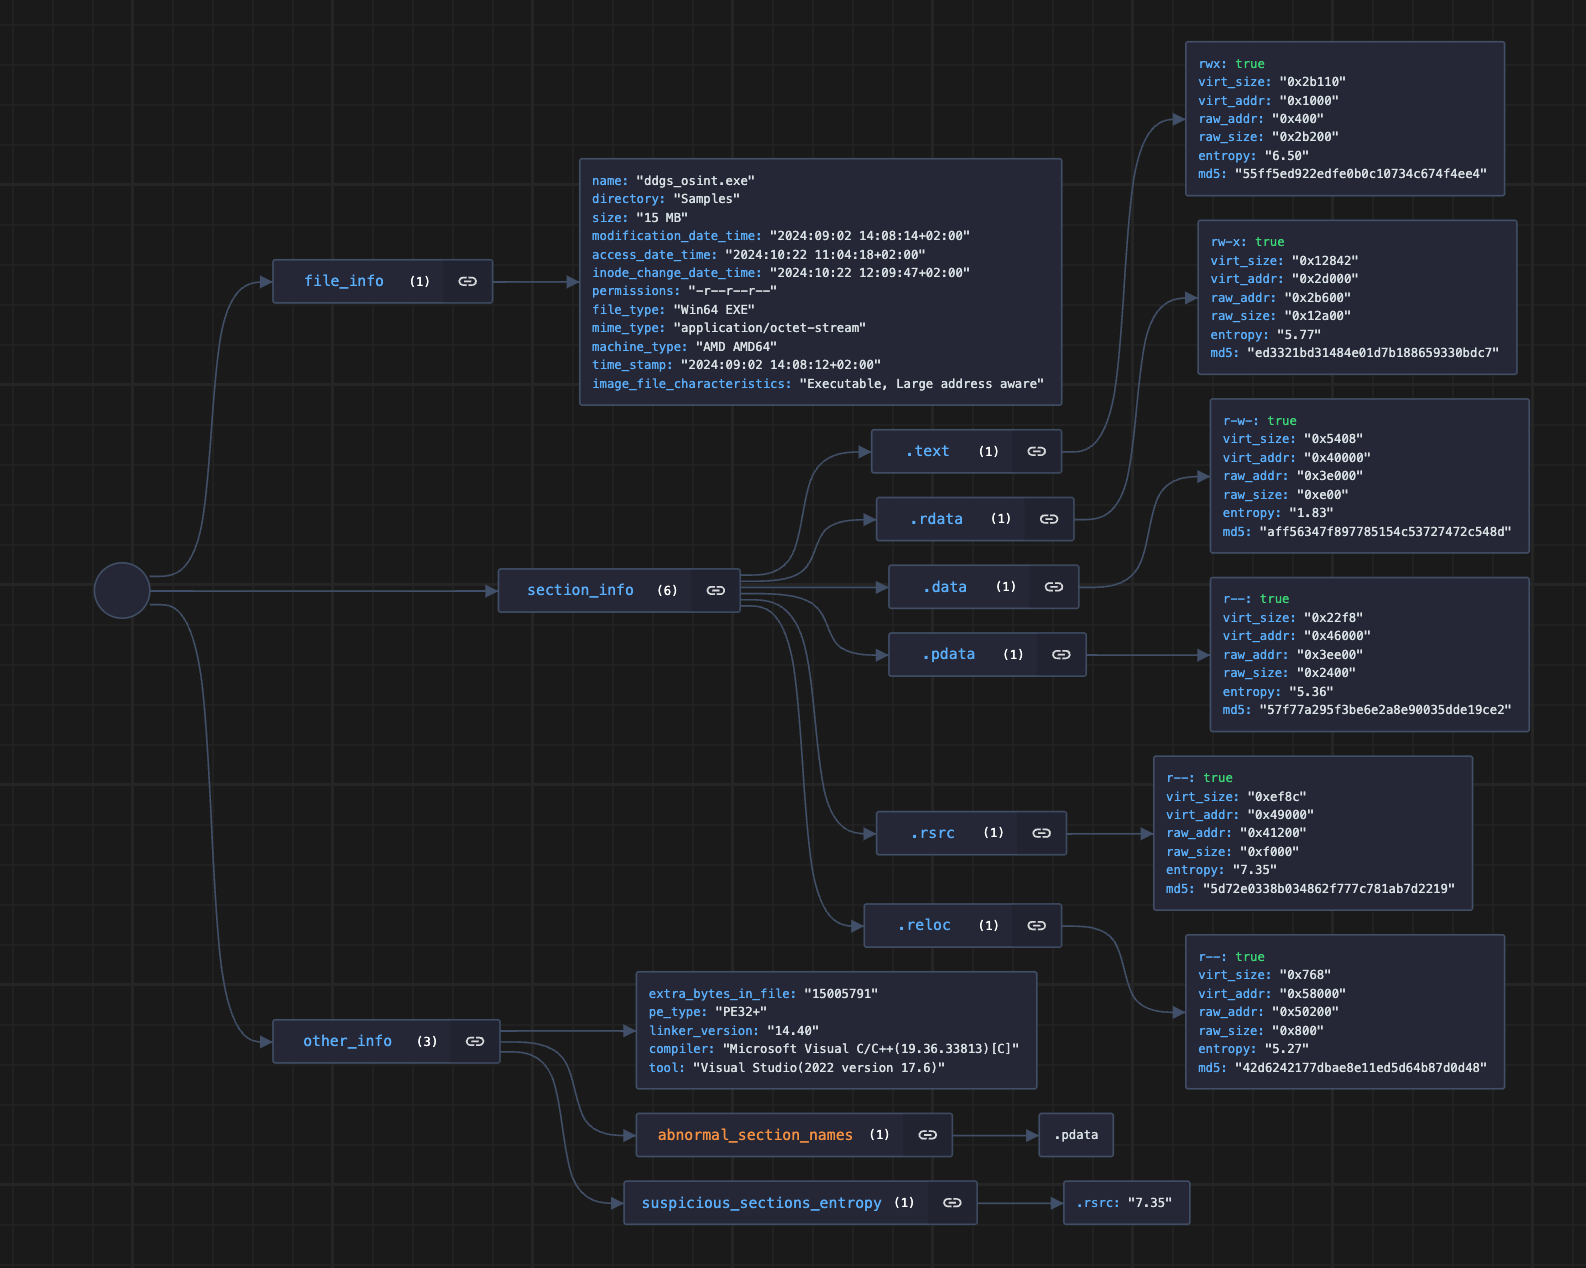 file_info (1)
name: "ddgs_osint.exe"
directory: "Samples"
size: "15 MB"
modification_date_time: "2024:09:02 14:08:14+02:00"
access_date_time: "2024:10:22 11:04:18+02:00"
inode_change_date_time: "2024:10:22 12:09:47+02:00"
permissions: "-r--r--r--"
file_type: "Win64 EXE"
mime_type: "application/octet-stream"
machine_type: "AMD AMD64"
time_stamp: "2024:09:02 14:08:12+02:00"
image_file_characteristics: "Executable, Large address aware"
section_info (6)
.text (1)
rwx: true
virt_size: "0x2b110"
virt_addr: "0x1000"
raw_addr: "0x400"
raw_size: "0x2b200"
entropy: "6.50"
md5: "55ff5ed922edfe0b0c10734c674f4ee4"
.rdata (1)
rw-x: true
virt_size: "0x12842"
virt_addr: "0x2d000"
raw_addr: "0x2b600"
raw_size: "0x12a00"
entropy: "5.77"
md5: "ed3321bd31484e01d7b188659330bdc7"
.data (1)
r-w-: true
virt_size: "0x5408"
virt_addr: "0x40000"
raw_addr: "0x3e000"
raw_size: "0xe00"
entropy: "1.83"
md5: "aff56347f897785154c53727472c548d"
.pdata (1)
r--: true
virt_size: "0x22f8"
virt_addr: "0x46000"
raw_addr: "0x3ee00"
raw_size: "0x2400"
entropy: "5.36"
md5: "57f77a295f3be6e2a8e90035dde19ce2"
.rsrc (1)
r--: true
virt_size: "0xef8c"
virt_addr: "0x49000"
raw_addr: "0x41200"
raw_size: "0xf000"
entropy: "7.35"
md5: "5d72e0338b034862f777c781ab7d2219"
.reloc (1)
r--: true
virt_size: "0x768"
virt_addr: "0x58000"
raw_addr: "0x50200"
raw_size: "0x800"
entropy: "5.27"
md5: "42d6242177dbae8e11ed5d64b87d0d48"
other_info (3)
extra_bytes_in_file: "15005791"
pe_type: "PE32+"
linker_version: "14.40"
compiler: "Microsoft Visual C/C++(19.36.33813)[C]"
tool: "Visual Studio(2022 version 17.6)"
abnormal_section_names (1)
.pdata
suspicious_sections_entropy (1)
.rsrc: "7.35"